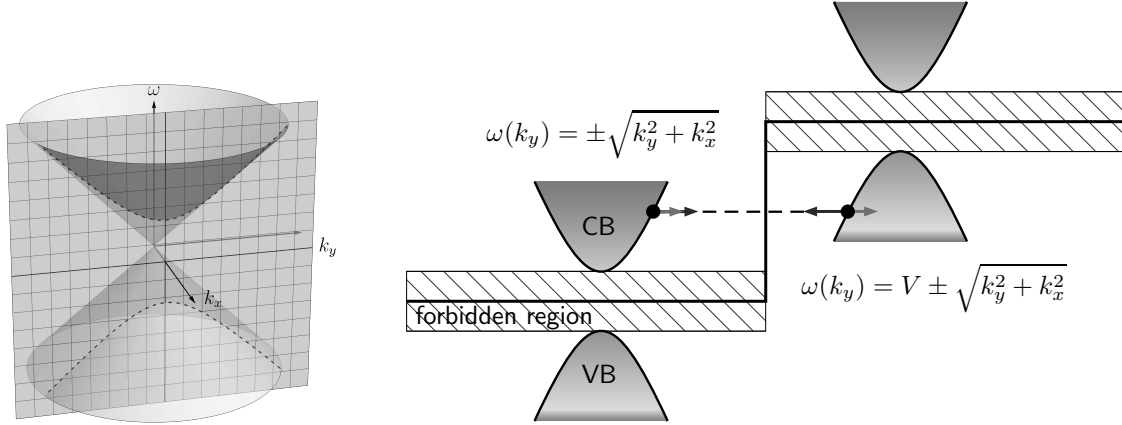 ω
k_y
k_x
ω(k_y) = ±√(k_y^2 + k_x^2)
CB
forbidden region
VB
ω(k_y) = V ± √(k_y^2 + k_x^2)